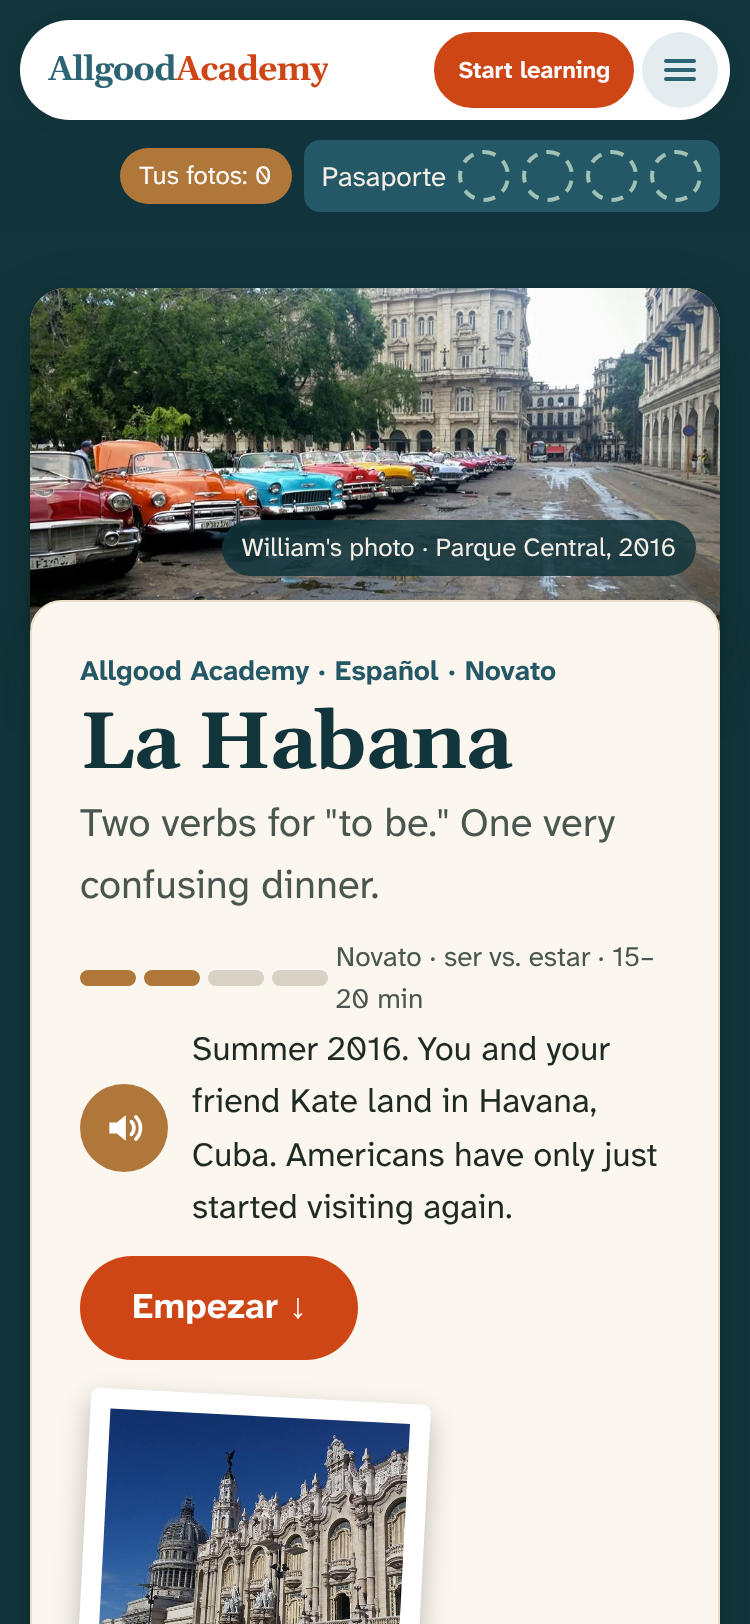 AllgoodAcademy
Start learning
Tus fotos: 0
Pasaporte
William's photo · Parque Central, 2016
Allgood Academy · Español · Novato
La Habana
Two verbs for "to be." One very
confusing dinner.
Novato · ser vs. estar · 15–
20 min
Summer 2016. You and your
friend Kate land in Havana,
Cuba. Americans have only just
started visiting again.
Empezar ↓